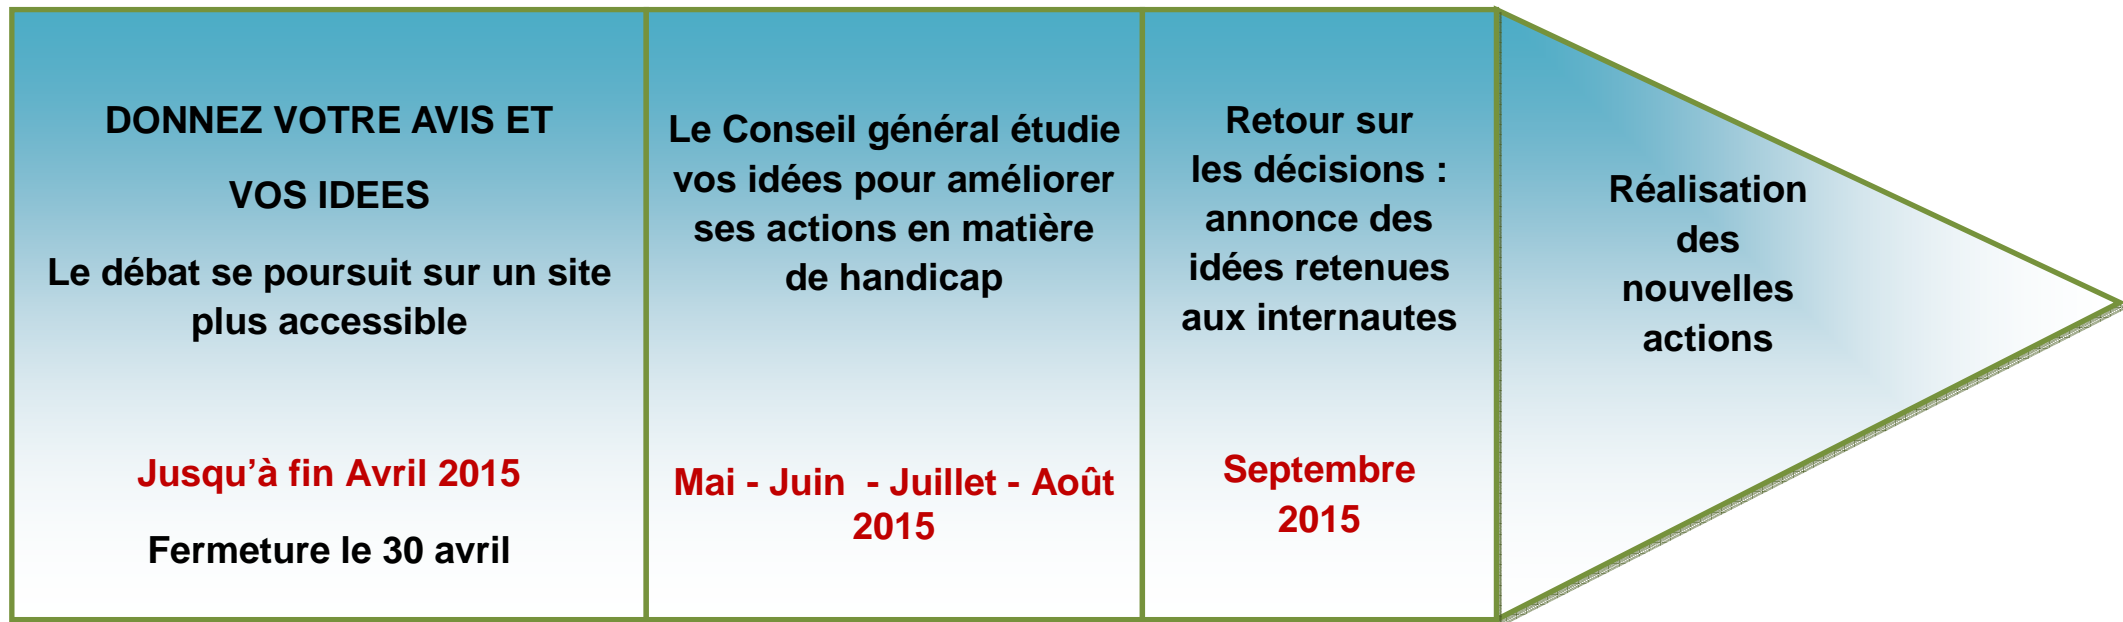 DONNEZ VOTRE AVIS ET
VOS IDEES
Le débat se poursuit sur un site
plus accessible
Jusqu’à fin Avril 2015
Fermeture le 30 avril
Le Conseil général étudie
vos idées pour améliorer
ses actions en matière
de handicap
Mai - Juin  - Juillet - Août
2015
Retour sur
les décisions :
annonce des
idées retenues
aux internautes
Septembre
2015
Réalisation
des
nouvelles
actions